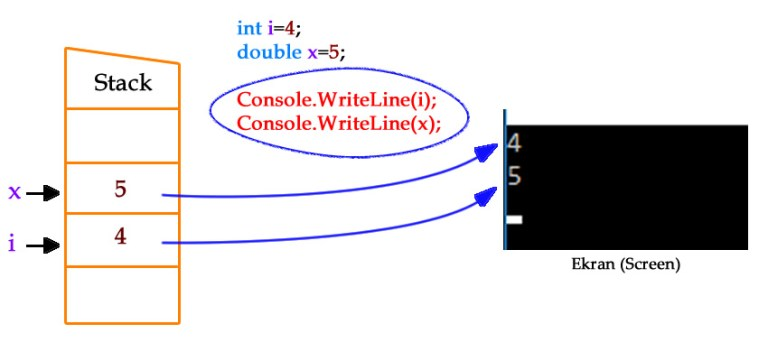 int i=4;
double x=5;
Stack
Console.WriteLine(i);
Console.WriteLine(x);
4
5
x
5
i
4
Ekran (Screen)